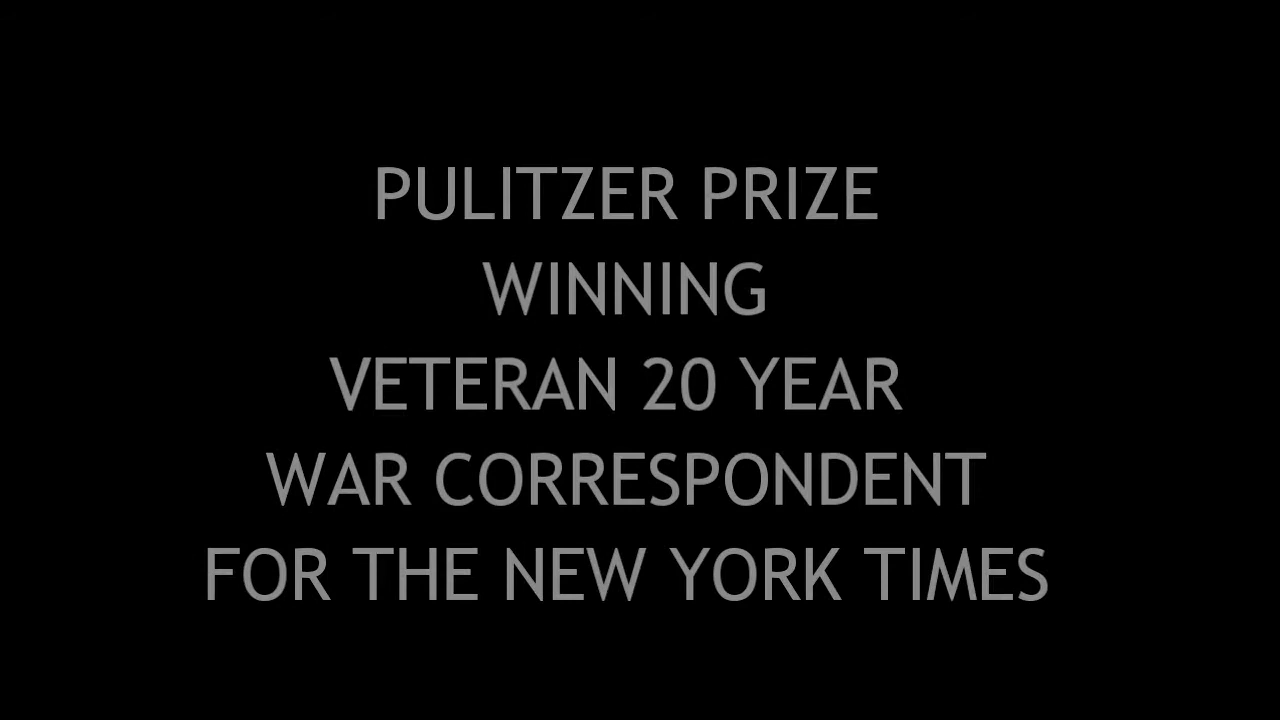 PULITZER PRIZE
WINNING
VETERAN 20 YEAR
WAR CORRESPONDENT
FOR THE NEW YORK TIMES